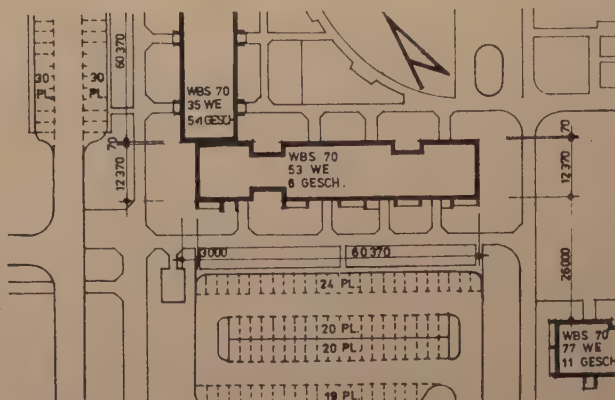 60 370
30 PL.
30 PL.
WBS 70
35 WE
5+1 GESCH.
70
12 370
WBS 70
53 WE
6 GESCH.
70
12 370
3000
60 370
26 000
24 PL.
20 PL.
20 PL.
19 PL.
WBS 70
77 WE
11 GESCH